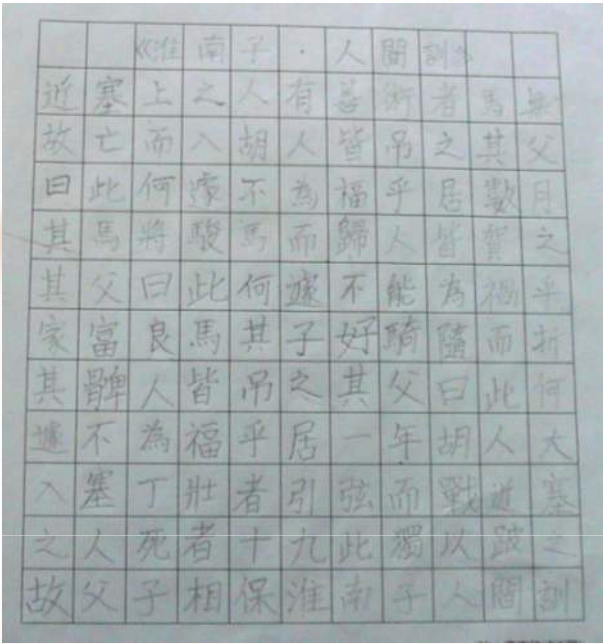 《淮南子·人間訓》
近塞上之人有善術者馬無
故亡而入胡人皆吊之其父
曰此何遽不為福乎居數月
其馬將駿馬而歸人皆賀之
其父曰此何遽不能為禍乎
家富良馬其子好騎隨而折
其髀人皆吊之其父曰此何
遽不為福乎居一年胡人大
入塞丁壯者引弦而戰近塞
之人死者十九此獨以跛之
故父子相保淮南子人間訓